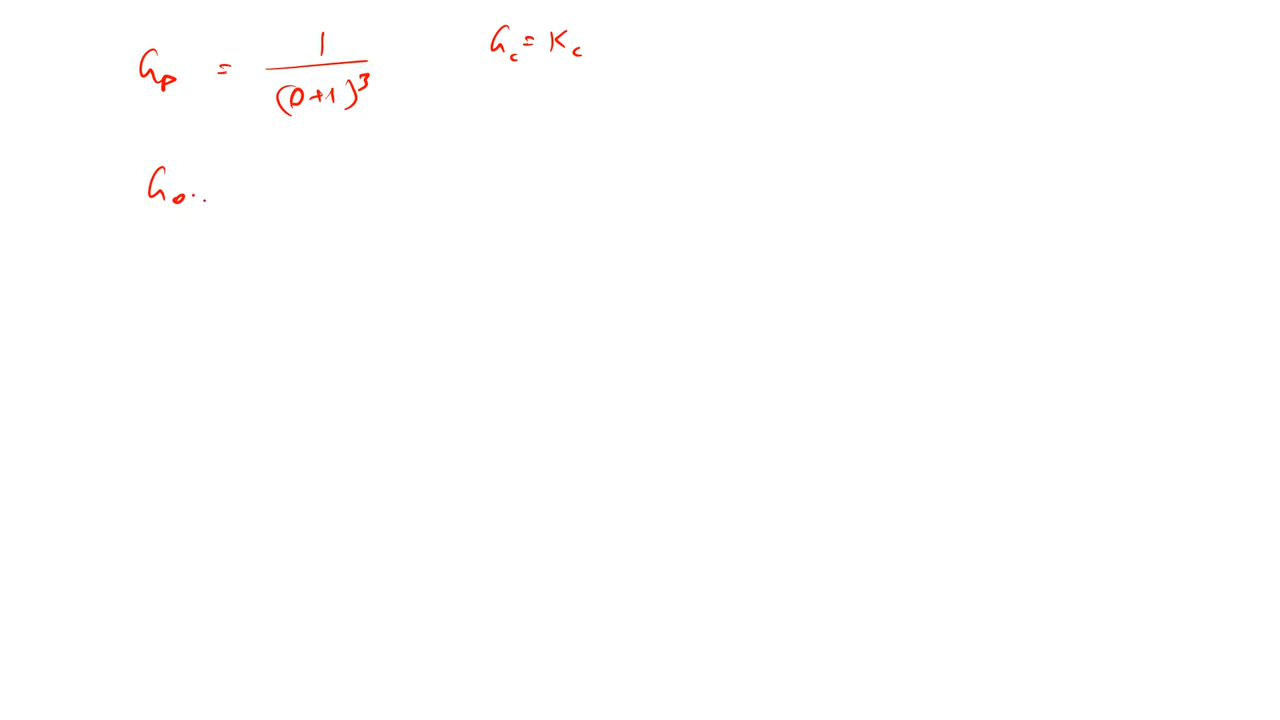 Gp = 1/(s+1)^3 Gc = Kc
Go..